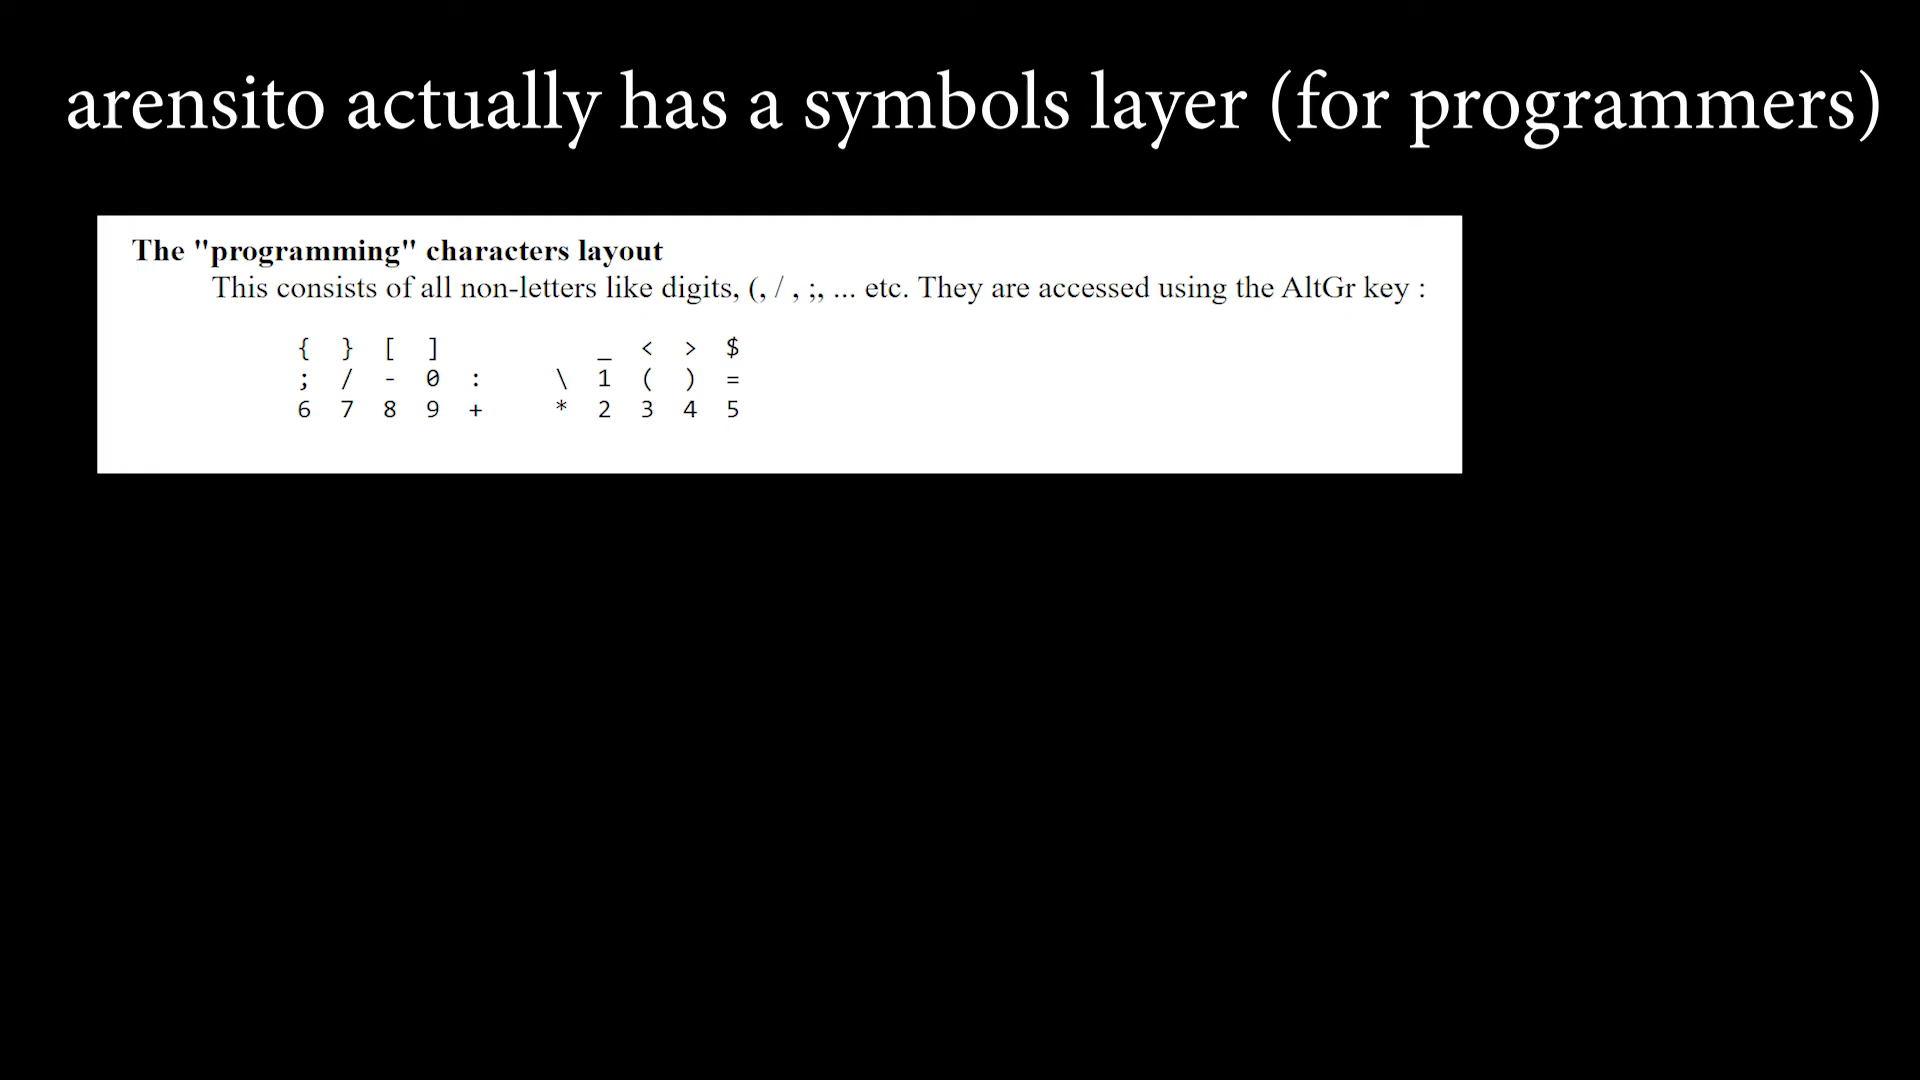 arensito actually has a symbols layer (for programmers)
The "programming" characters layout
This consists of all non-letters like digits, (, / , ;, ... etc. They are accessed using the AltGr key :
{ } [ ] _ < > $
; / - 0 : \ 1 ( ) =
6 7 8 9 + * 2 3 4 5